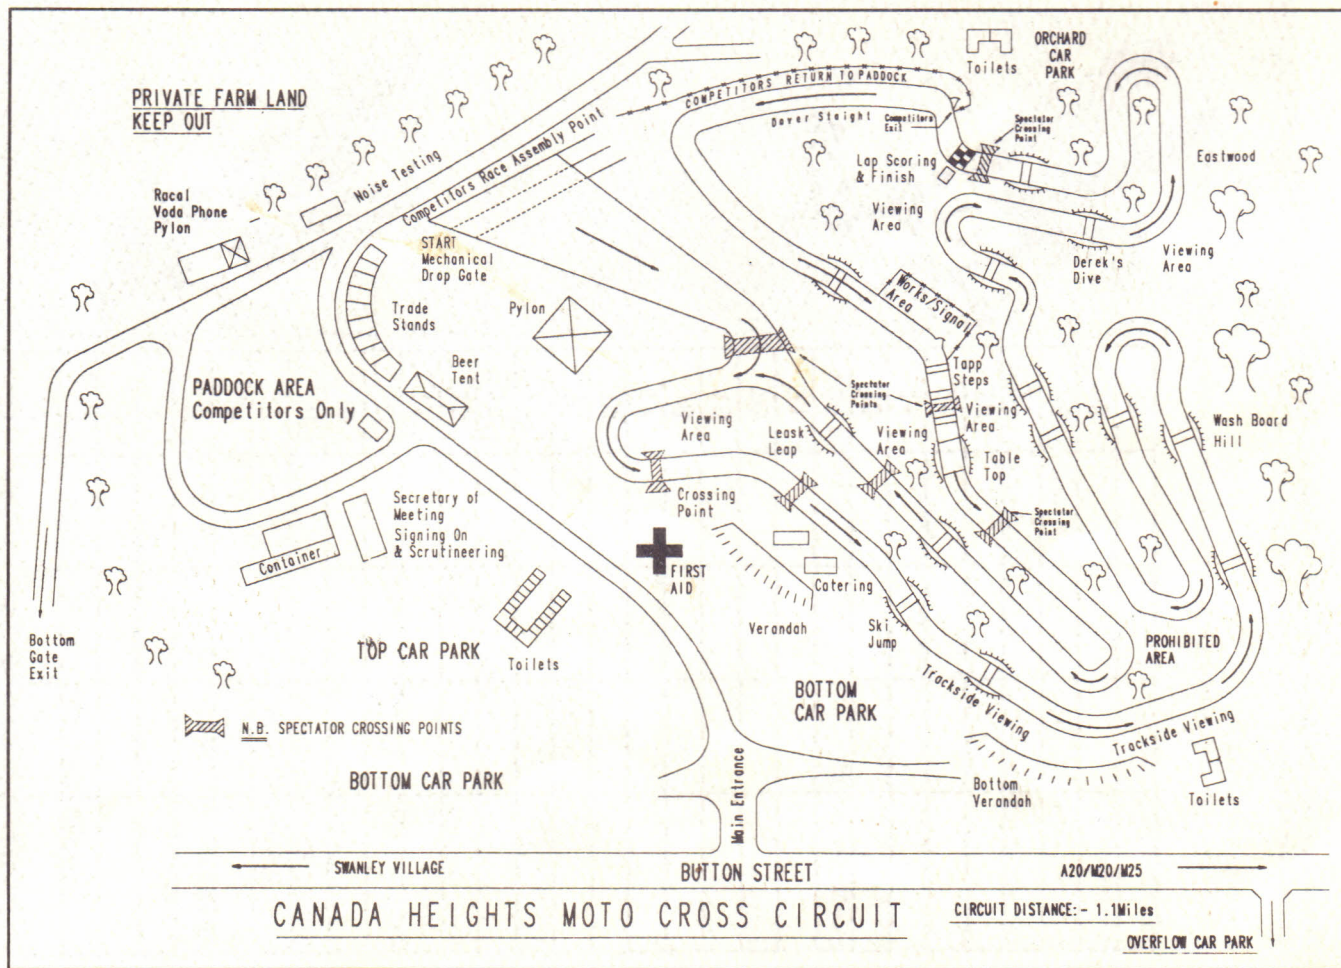 ORCHARD
CAR
PARK
Toilets
PRIVATE FARM LAND
KEEP OUT
COMPETITORS RETURN TO PADDOCK
Dover Staight
Competitors
Exit
Spectator
Crossing
Point
Noise Testing
Competitors Race Assembly Point
Lap Scoring
& Finish
Eastwood
Racal
Voda Phone
Pylon
Viewing
Area
START
Mechanical
Drop Gate
Derek's
Dive
Viewing
Area
Works/Signal
Area
Pylon
Trade
Stands
Beer
Tent
Tapp
Steps
Spectator
Crossing
Points
PADDOCK AREA
Competitors Only
Viewing
Area
Leask
Leap
Viewing
Area
Viewing
Area
Wash Board
Hill
Table
Top
Secretary of
Meeting
Signing On
& Scrutineering
Crossing
Point
Spectator
Crossing
Point
Container
FIRST
AID
Catering
Verandah
Ski
Jump
PROHIBITED
AREA
Bottom
Gate
Exit
TOP CAR PARK
Toilets
BOTTOM
CAR PARK
Trackside Viewing
Trackside Viewing
N.B. SPECTATOR CROSSING POINTS
BOTTOM CAR PARK
Main Entrance
Bottom
Verandah
Toilets
SWANLEY VILLAGE
BUTTON STREET
A20/M20/M25
CANADA HEIGHTS MOTO CROSS CIRCUIT
CIRCUIT DISTANCE:- 1.1Miles
OVERFLOW CAR PARK